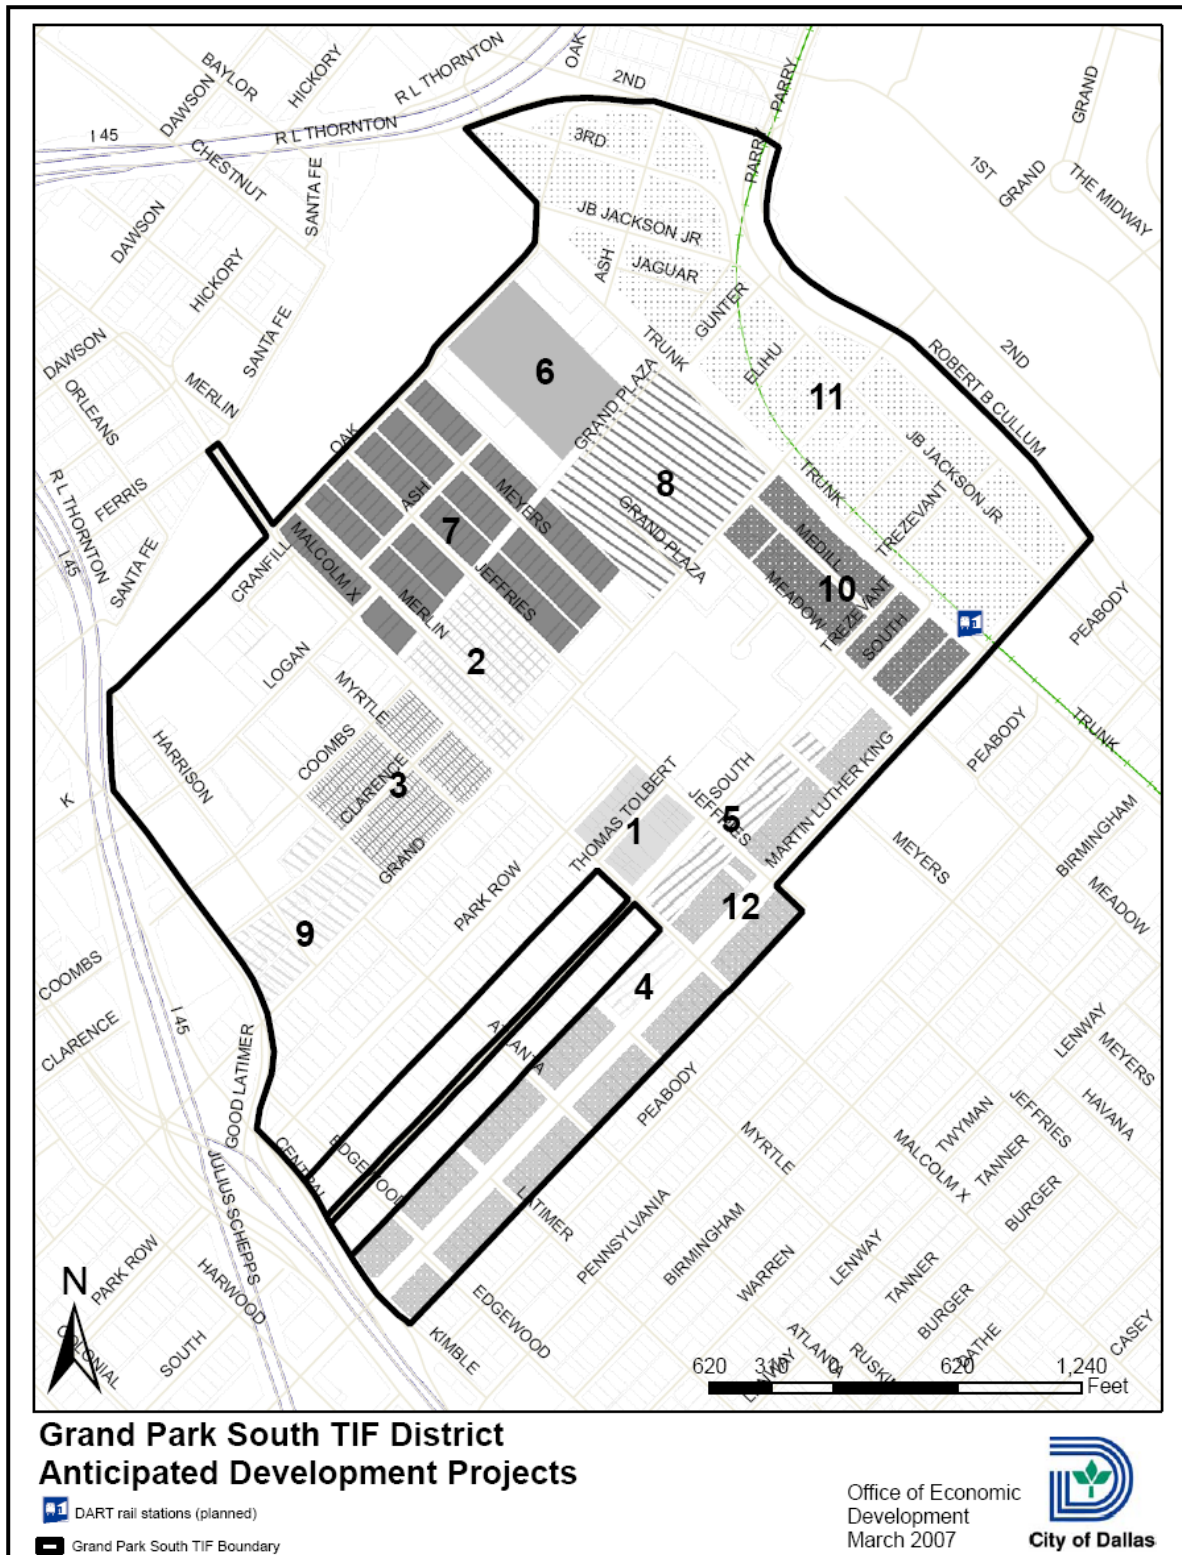 OAK
2ND
PARRY
GRAND
BAYLOR
HICKORY
R L THORNTON
DAWSON
I 45
R L THORNTON
3RD
PARRY
1ST
GRAND
THE MIDWAY
CHESTNUT
SANTA FE
DAWSON
JB JACKSON JR
ASH
JAGUAR
HICKORY
GUNTER
SANTA FE
TRUNK
ELIHU
2ND
ROBERT B CULLUM
DAWSON
MERLIN
6
GRAND PLAZA
11
ORLEANS
OAK
JB JACKSON JR
R L THORNTON
FERRIS
ASH
MEYERS
8
TRUNK
TREZEVANT
GRAND PLAZA
7
MEDILL
I 45
SANTA FE
CRANFILL
MALCOLM X
JEFFRIES
MERLIN
MEADOW
10
TREZEVANT
SOUTH
PEABODY
LOGAN
2
MYRTLE
COOMBS
PEABODY
TRUNK
HARRISON
CLARENCE
3
SOUTH
THOMAS TOLBERT
JEFFRIES
5
MARTIN LUTHER KING
K
1
GRAND
MEYERS
BIRMINGHAM
MEADOW
PARK ROW
12
9
4
COOMBS
CLARENCE
I 45
ATLANTA
GOOD LATIMER
PEABODY
LENWAY
MEYERS
EDGEWOOD
CENTRAL
MYRTLE
TWYMAN
JEFFRIES
HAVANA
JULIUS SCHEPPS
LATIMER
MALCOLM X
TANNER
PENNSYLVANIA
BIRMINGHAM
BURGER
PARK ROW
HARWOOD
WARREN
LENWAY
TANNER
N
COLONIAL
SOUTH
KIMBLE
EDGEWOOD
BURGER
ATLANTA
CASEY
620 310 0 620 1,240
Feet
Grand Park South TIF District
Anticipated Development Projects
DART rail stations (planned)
Grand Park South TIF Boundary
Office of Economic
Development
March 2007
City of Dallas